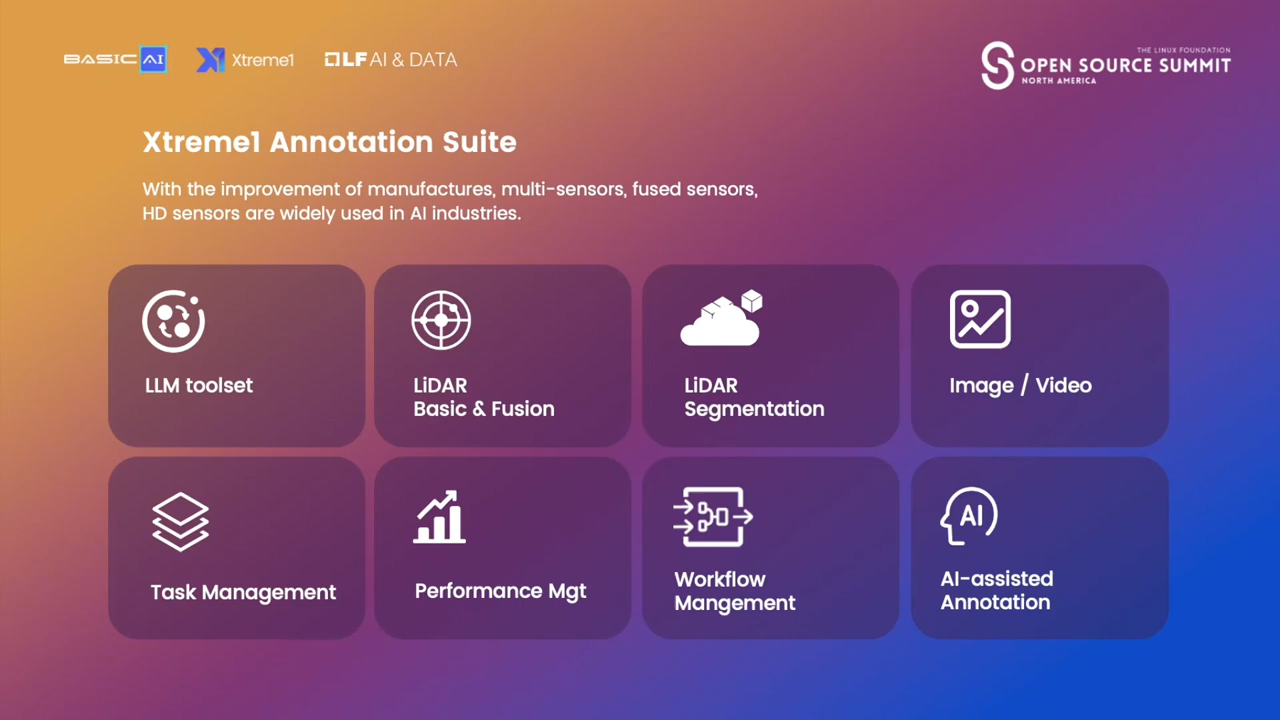 BASIC AI
Xtreme1
LF AI & DATA
THE LINUX FOUNDATION
OPEN SOURCE SUMMIT
NORTH AMERICA
Xtreme1 Annotation Suite
With the improvement of manufactures, multi-sensors, fused sensors,
HD sensors are widely used in AI industries.
LLM toolset
LiDAR
Basic & Fusion
LiDAR
Segmentation
Image / Video
Task Management
Performance Mgt
Workflow
Mangement
AI
AI-assisted
Annotation